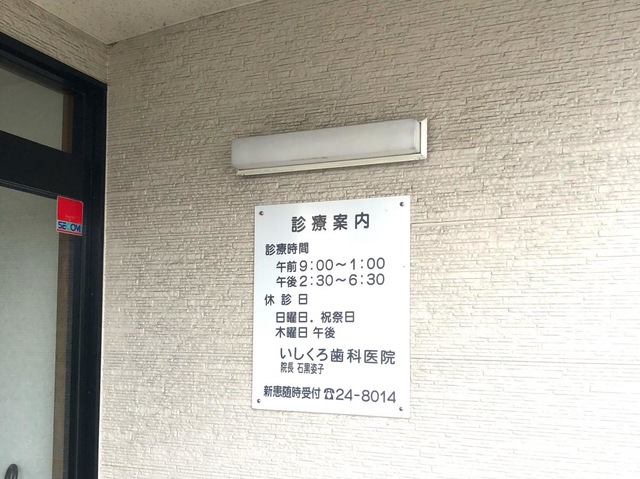 SECOM
診療案内
診療時間
午前9:00～1:00
午後2:30～6:30
休診日
日曜日．祝祭日
木曜日 午後
いしくろ歯科医院
院長 石黒姿子
新患随時受付 ☎24-8014